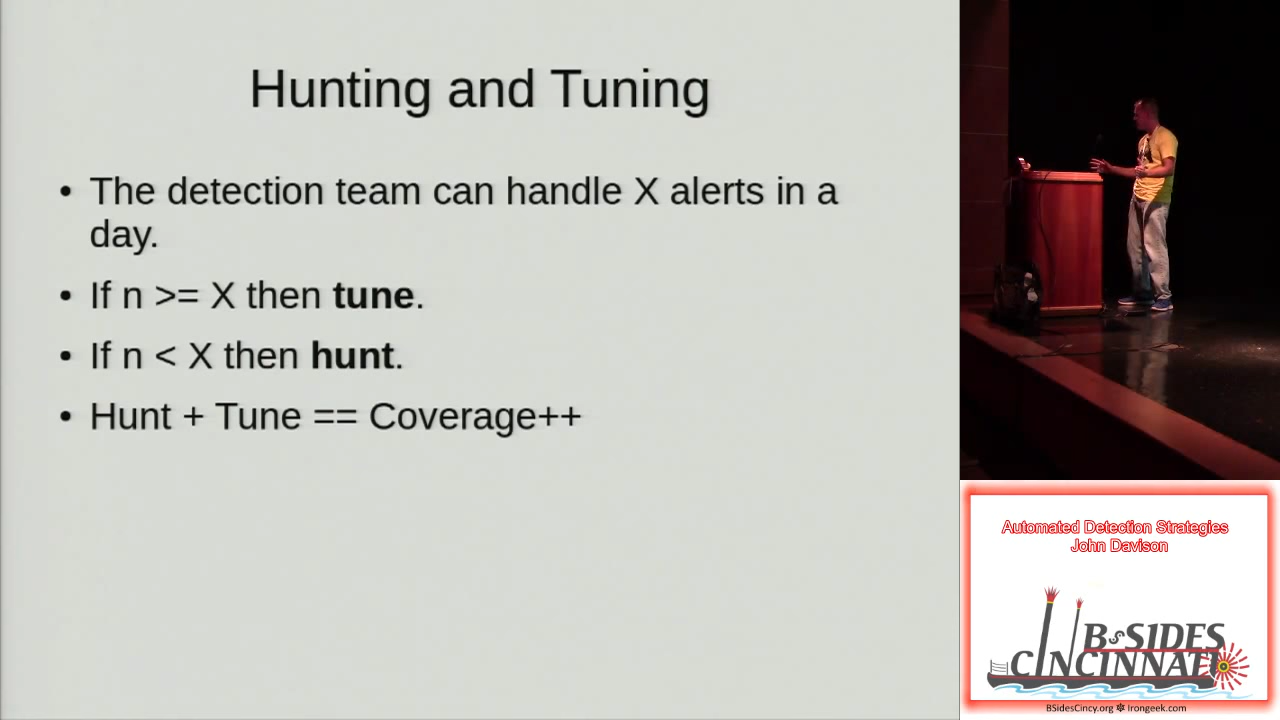 Hunting and Tuning
• The detection team can handle X alerts in a
day.
• If n >= X then tune.
• If n < X then hunt.
• Hunt + Tune == Coverage++
Automated Detection Strategies
John Davison
BSIDES
CINCINNATI
BSidesCincy.org ✽ Irongeek.com